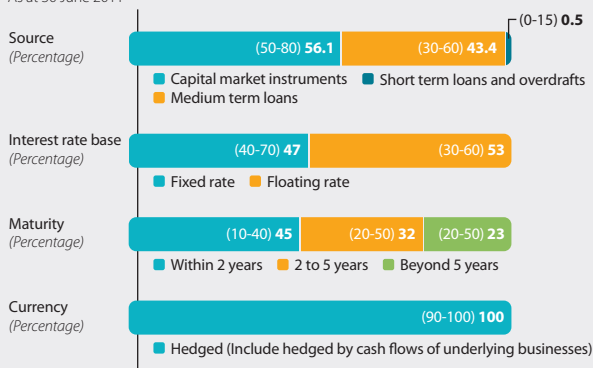 Source
(Percentage)
(0-15) 0.5
(50-80) 56.1
(30-60) 43.4
Capital market instruments
Short term loans and overdrafts
Medium term loans
Interest rate base
(Percentage)
(40-70) 47
(30-60) 53
Fixed rate
Floating rate
Maturity
(Percentage)
(10-40) 45
(20-50) 32
(20-50) 23
Within 2 years
2 to 5 years
Beyond 5 years
Currency
(Percentage)
(90-100) 100
Hedged (Include hedged by cash flows of underlying businesses)